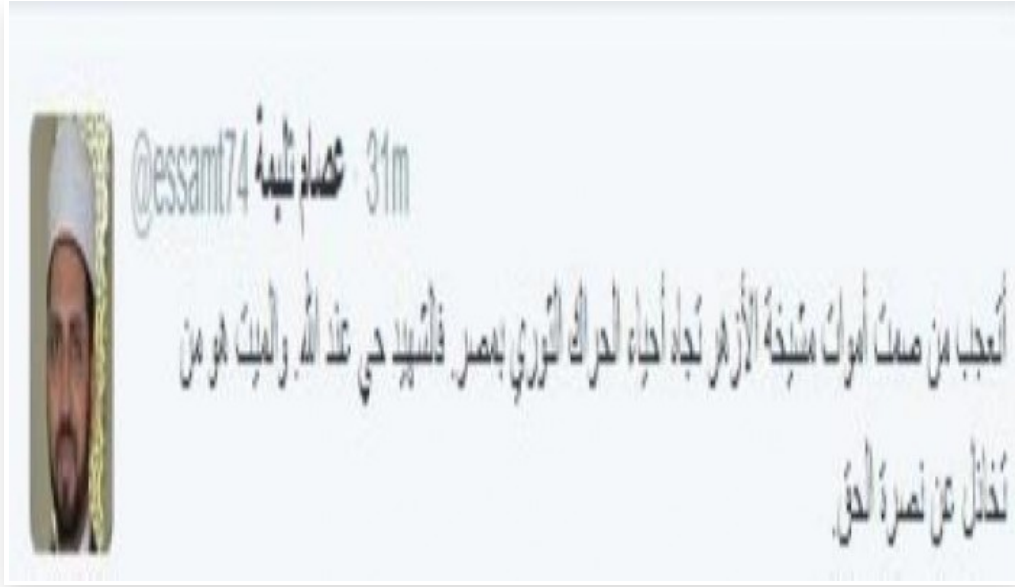 @essamt74 عصام تليمة · 31m
أتعجب من صمت أموات مشيخة الأزهر تجاه أحياء الحراك الثوري بمصر. فالشهيد حي عند الله. والميت هو من
تخاذل عن نصرة الحق.